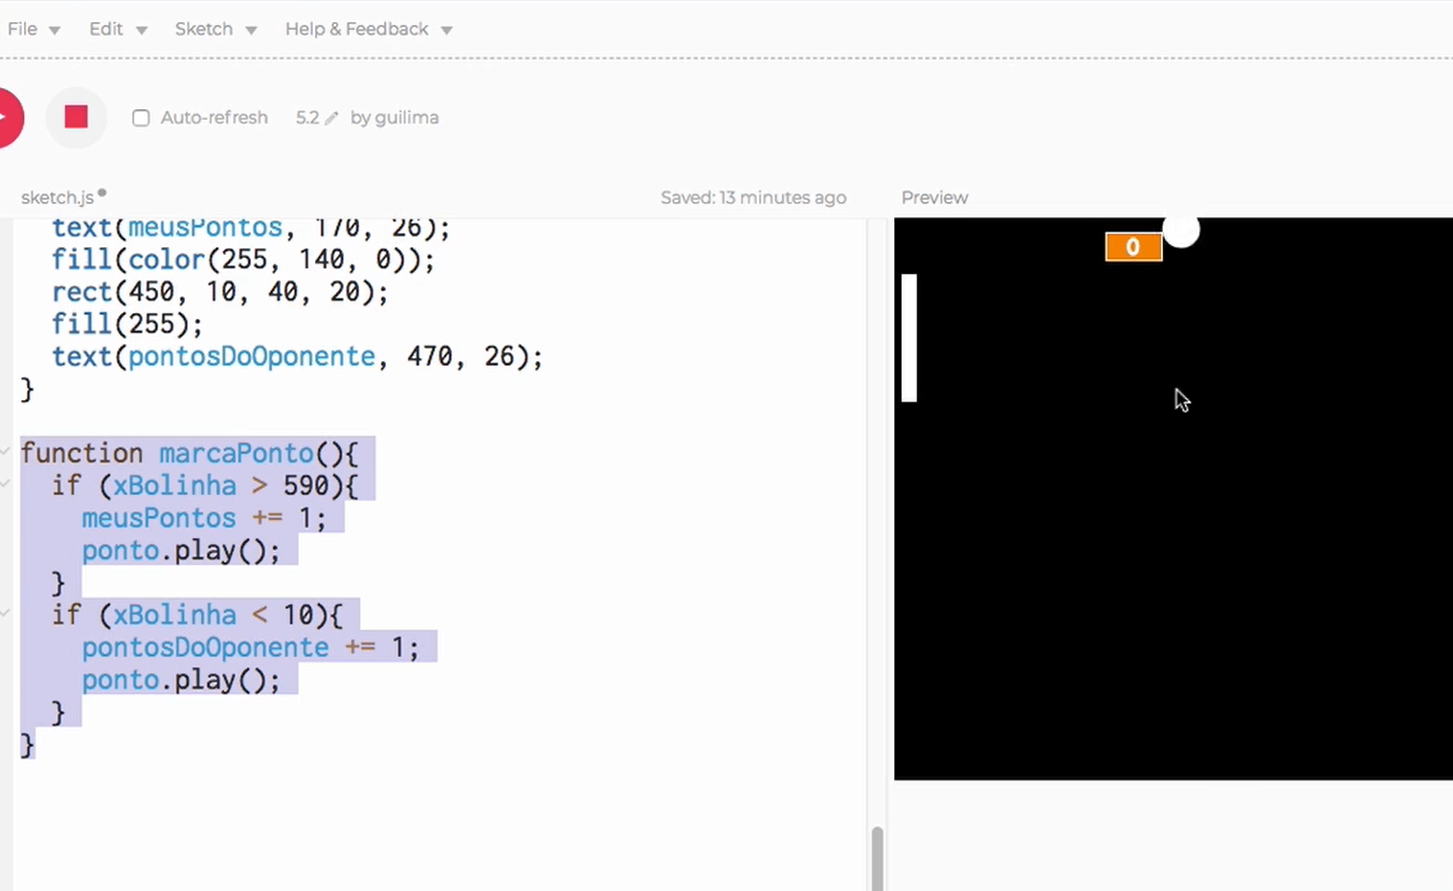 File Edit Sketch Help & Feedback
Auto-refresh 5.2 by guilima
sketch.js Saved: 13 minutes ago Preview
text(meusPontos, 170, 26);
fill(color(255, 140, 0));
rect(450, 10, 40, 20);
fill(255);
text(pontosDoOponente, 470, 26);
}
function marcaPonto(){
if (xBolinha > 590){
meusPontos += 1;
ponto.play();
}
if (xBolinha < 10){
pontosDoOponente += 1;
ponto.play();
}
}
0